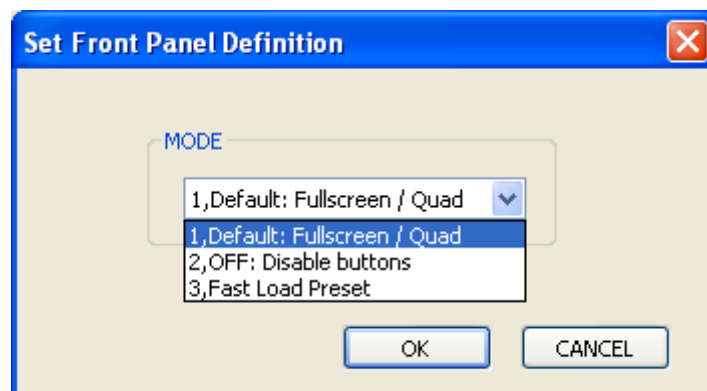 Set Front Panel Definition
MODE
1,Default: Fullscreen / Quad
1,Default: Fullscreen / Quad
2,OFF: Disable buttons
3,Fast Load Preset
OK CANCEL